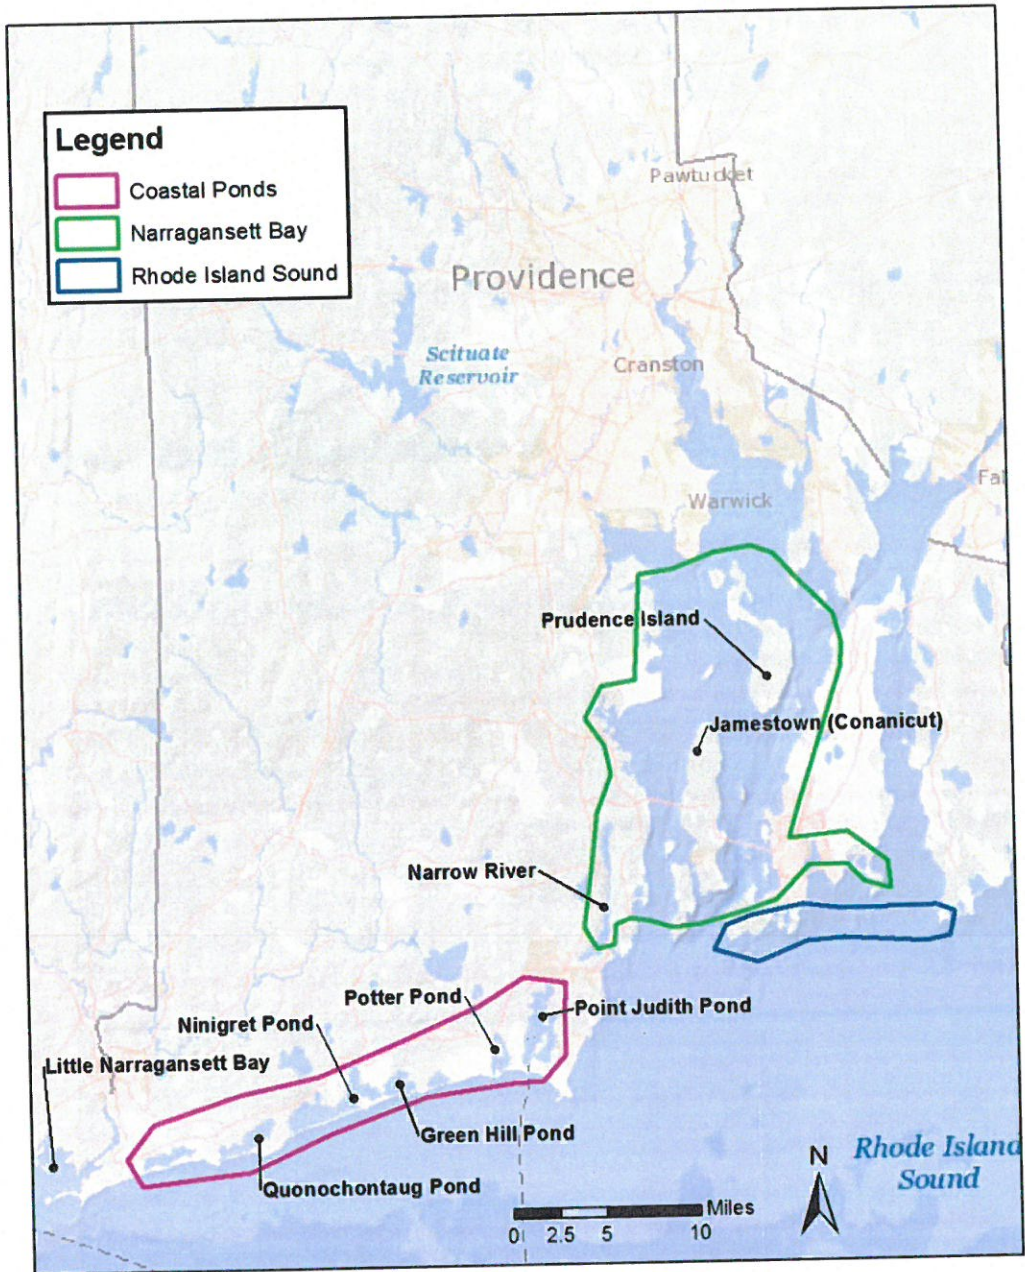 Legend
Coastal Ponds
Narragansett Bay
Rhode Island Sound
Pawtucket
Providence
Scituate
Reservoir
Cranston
Fal
Warwick
Prudence Island
Jamestown (Conanicut)
Narrow River
Potter Pond
Point Judith Pond
Ninigret Pond
Little Narragansett Bay
Green Hill Pond
Quonochontaug Pond
N
Rhode Island
Sound
Miles
0 2.5 5 10